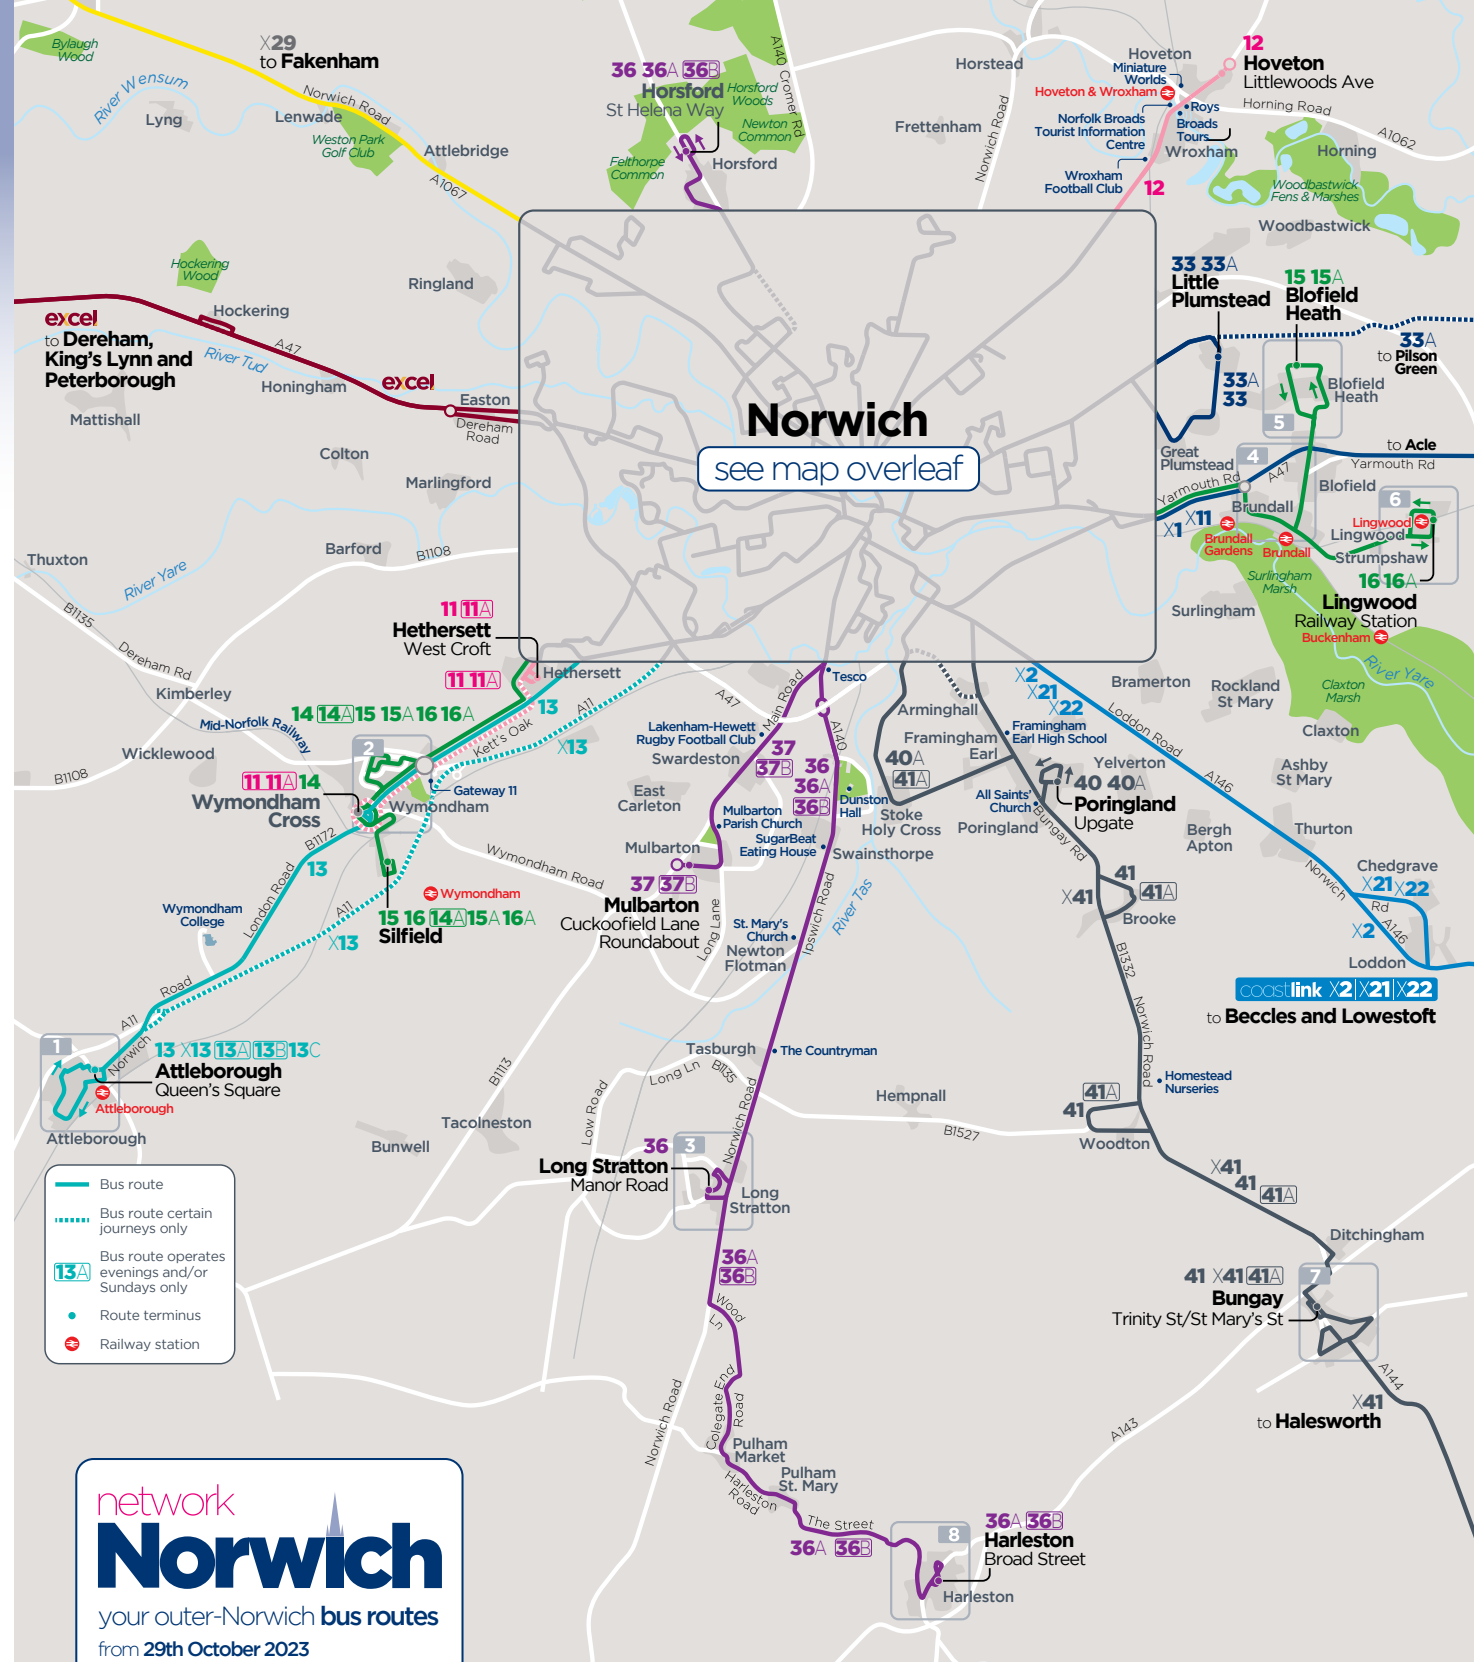 Bylaugh
Wood
X29
to Fakenham
River Wensum
Lyng
Norwich Road
Lenwade
Weston Park
Golf Club
Attlebridge
A1067
36 36A 36B
Horsford
St Helena Way
Horsford
Woods
Newton
Common
Felthorpe
Common
Horsford
A140 Cromer Rd
Horstead
Frettenham
Norwich Road
Hoveton
Miniature
Worlds
Hoveton & Wroxham
12
Hoveton
Littlewoods Ave
Norfolk Broads
Tourist Information
Centre
Roys
Broads
Tours
Wroxham
Wroxham
Football Club
12
Horning Road
A1062
Horning
Woodbastwick
Fens & Marshes
Woodbastwick
Hockering
Wood
Ringland
Hockering
excel
to Dereham,
King's Lynn and
Peterborough
A47
River Tud
Honingham
excel
Easton
Dereham
Road
Mattishall
Colton
Marlingford
Norwich
see map overleaf
33 33A
Little
Plumstead
15 15A
Blofield
Heath
33A
to Pilson
Green
33A
33
Blofield
Heath
5
Great
Plumstead
4
to Acle
Yarmouth Rd
A47
Yarmouth Rd
Blofield
6
X1
X11
Brundall
Brundall
Gardens
Brundall
Lingwood
Lingwood
Strumpshaw
Surlingham
Marsh
16 16A
Lingwood
Railway Station
Buckenham
Surlingham
River Yare
Thuxton
River Yare
Barford
B1108
B1135
Dereham Rd
Kimberley
Mid-Norfolk Railway
Wicklewood
B1108
11 11A
Hethersett
West Croft
11 11A
Hethersett
13
14 14A 15 15A 16 16A
Kett's Oak
A11
X13
2
11 11A 14
Wymondham
Cross
Gateway 11
Wymondham
B1172
13
London Road
Wymondham Road
Wymondham
College
A11
Wymondham
15 16 14A 15A 16A
Silfield
X13
Road
A11
Norwich
1
13 X13 13A 13B 13C
Attleborough
Queen's Square
Attleborough
Attleborough
A47
Main Road
Tesco
Lakenham-Hewett
Rugby Football Club
Swardeston
37
37B
A140
36
36A
36B
East
Carleton
Mulbarton
Parish Church
Dunston
Hall
SugarBeat
Eating House
Mulbarton
37 37B
Mulbarton
Cuckoofield Lane
Roundabout
Swainsthorpe
Long Lane
St. Mary's
Church
Newton
Flotman
Ipswich Road
River Tas
Arminghall
Framingham
Earl
40A
41A
Stoke
Holy Cross
X2
X21
X22
Framingham
Earl High School
Yelverton
All Saints'
Church
40 40A
Poringland
Upgate
Poringland
Bungay Rd
Bramerton
Rockland
St Mary
Claxton
Marsh
Claxton
Loddon Road
A146
Ashby
St Mary
Bergh
Apton
Thurton
Norwich
Rd
A146
Chedgrave
X21 X22
X2
Loddon
coastlink X2 X21 X22
to Beccles and Lowestoft
41
X41
41A
Brooke
B1332
Norwich Road
Homestead
Nurseries
41A
41
Woodton
Tasburgh
The Countryman
Long Ln
B1135
Hempnall
B1527
Low Road
B1113
Tacolneston
Bunwell
Norwich Road
36
3
Long Stratton
Manor Road
Long
Stratton
36A
36B
Wood
Ln
X41
41
41A
Ditchingham
41 X41 41A
7
Bungay
Trinity St/St Mary's St
A144
X41
to Halesworth
A143
Norwich Road
Colegate End
Road
Pulham
Market
Pulham
St. Mary
Harleston
Road
The Street
36A 36B
8
36A 36B
Harleston
Broad Street
Harleston
Bus route
Bus route certain
journeys only
13A
Bus route operates
evenings and/or
Sundays only
Route terminus
Railway station
network
Norwich
your outer-Norwich bus routes
from 29th October 2023